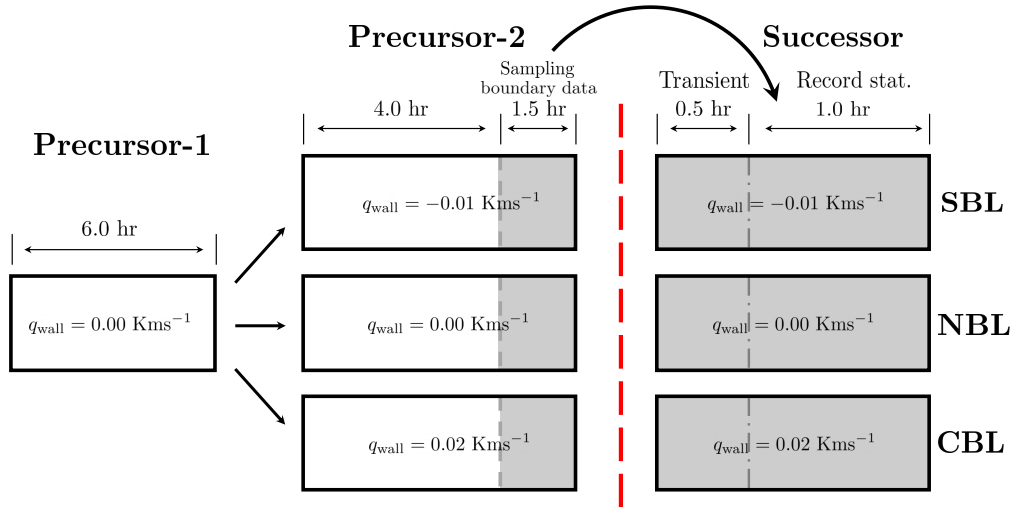 Precursor-1
6.0 hr
q_wall = 0.00 Kms⁻¹
Precursor-2
Sampling
boundary data
4.0 hr
1.5 hr
q_wall = −0.01 Kms⁻¹
q_wall = 0.00 Kms⁻¹
q_wall = 0.02 Kms⁻¹
Successor
Transient
Record stat.
0.5 hr
1.0 hr
q_wall = −0.01 Kms⁻¹
SBL
q_wall = 0.00 Kms⁻¹
NBL
q_wall = 0.02 Kms⁻¹
CBL